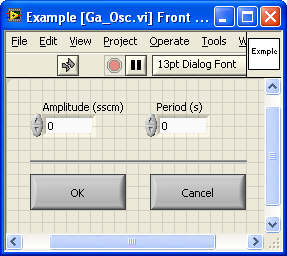 Example [Ga_Osc.vi] Front ...
File Edit View Project Operate Tools W
13pt Dialog Font
Exmple
Amplitude (sscm) Period (s)
0 0
OK Cancel